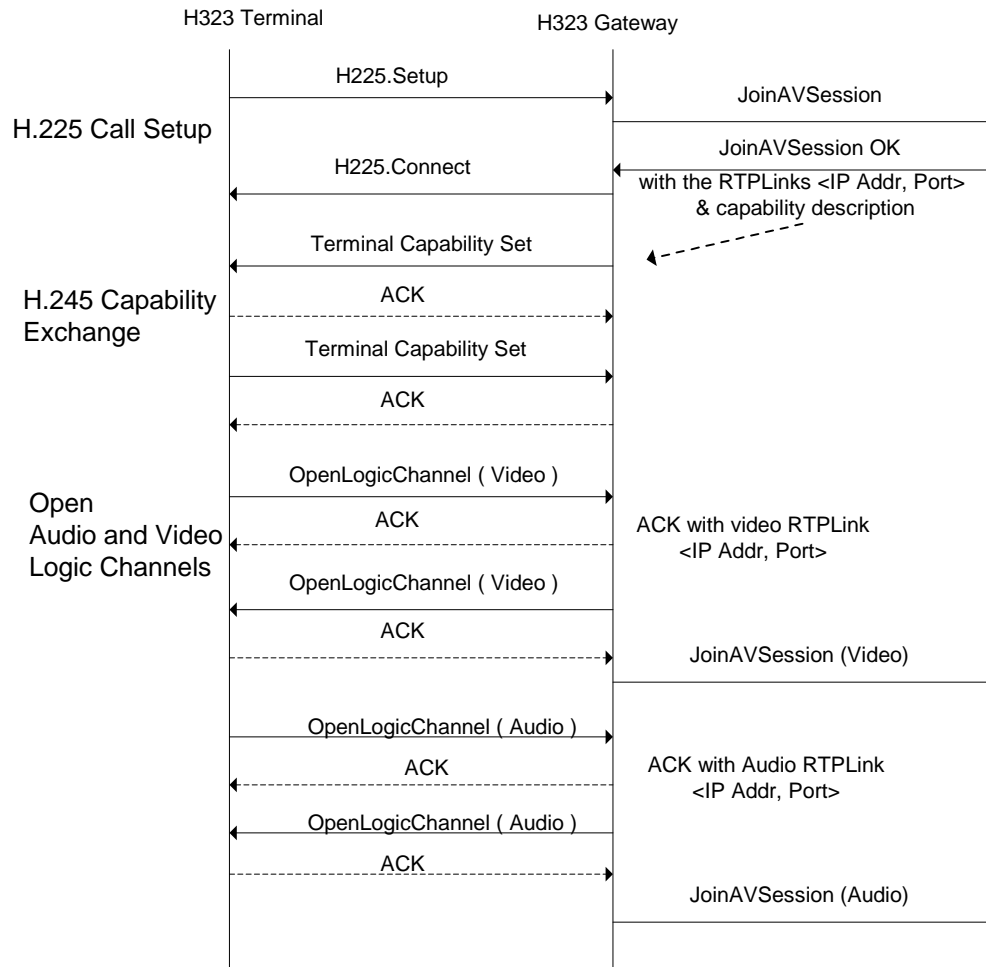 H323 Terminal
H323 Gateway
H225.Setup
JoinAVSession
H.225 Call Setup
JoinAVSession OK
H225.Connect
with the RTPLinks <IP Addr, Port>
& capability description
Terminal Capability Set
H.245 Capability
Exchange
ACK
Terminal Capability Set
ACK
OpenLogicChannel ( Video )
Open
Audio and Video
Logic Channels
ACK
ACK with video RTPLink
<IP Addr, Port>
OpenLogicChannel ( Video )
ACK
JoinAVSession (Video)
OpenLogicChannel ( Audio )
ACK
ACK with Audio RTPLink
<IP Addr, Port>
OpenLogicChannel ( Audio )
ACK
JoinAVSession (Audio)